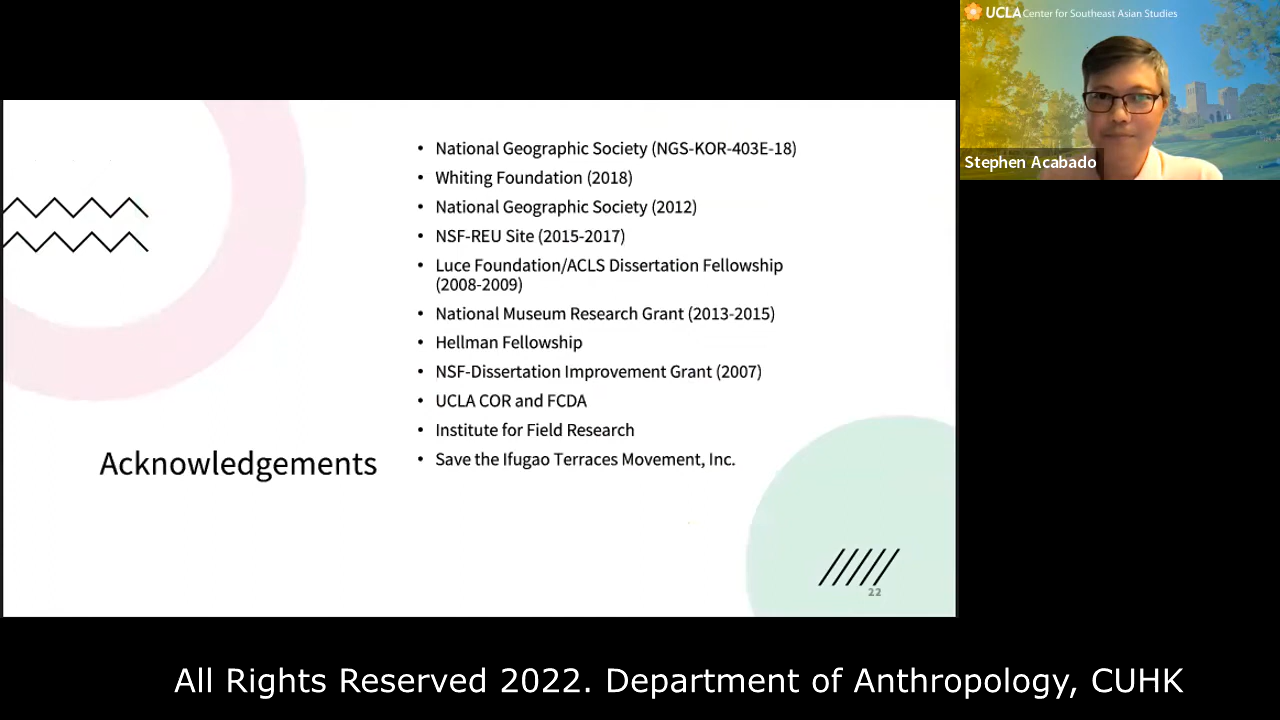 UCLA Center for Southeast Asian Studies
Stephen Acabado
• National Geographic Society (NGS-KOR-403E-18)
• Whiting Foundation (2018)
• National Geographic Society (2012)
• NSF-REU Site (2015-2017)
• Luce Foundation/ACLS Dissertation Fellowship
(2008-2009)
• National Museum Research Grant (2013-2015)
• Hellman Fellowship
• NSF-Dissertation Improvement Grant (2007)
• UCLA COR and FCDA
• Institute for Field Research
• Save the Ifugao Terraces Movement, Inc.
Acknowledgements
22
All Rights Reserved 2022. Department of Anthropology, CUHK